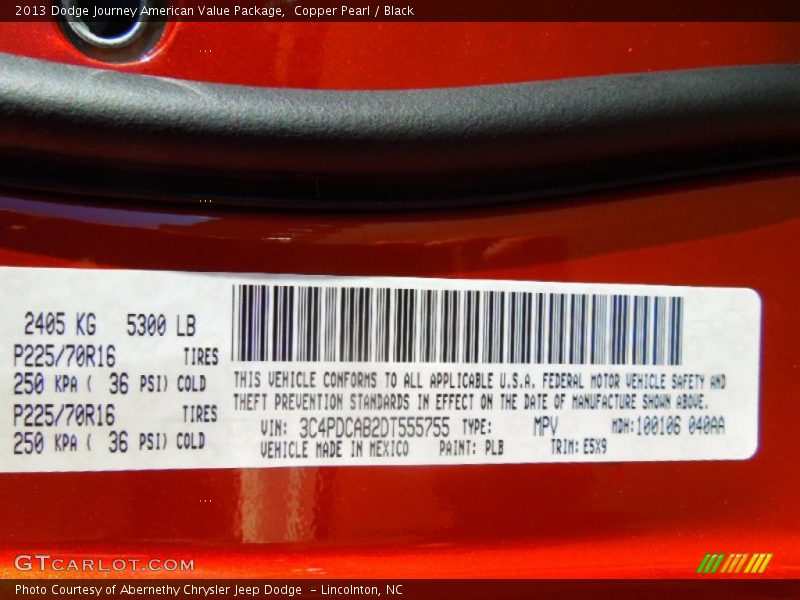 2013 Dodge Journey American Value Package,  Copper Pearl / Black
2405 KG  5300 LB
P225/70R16  TIRES
250 KPA ( 36 PSI) COLD
P225/70R16  TIRES
250 KPA ( 36 PSI) COLD
THIS VEHICLE CONFORMS TO ALL APPLICABLE U.S.A. FEDERAL MOTOR VEHICLE SAFETY AND
THEFT PREVENTION STANDARDS IN EFFECT ON THE DATE OF MANUFACTURE SHOWN ABOVE.
VIN: 3C4PDCAB2DT555755 TYPE: MPV MDH:100106 040AA
VEHICLE MADE IN MEXICO PAINT: PLB TRIM: E5X9
GTCARLOT.COM
Photo Courtesy of Abernethy Chrysler Jeep Dodge  - Lincolnton, NC